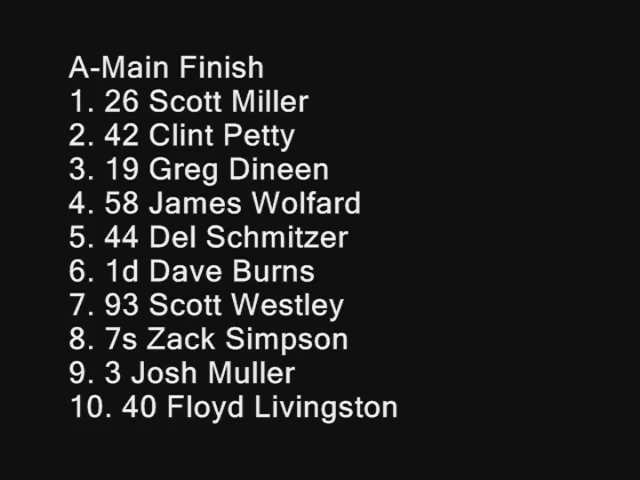 A-Main Finish
1. 26 Scott Miller
2. 42 Clint Petty
3. 19 Greg Dineen
4. 58 James Wolfard
5. 44 Del Schmitzer
6. 1d Dave Burns
7. 93 Scott Westley
8. 7s Zack Simpson
9. 3 Josh Muller
10. 40 Floyd Livingston